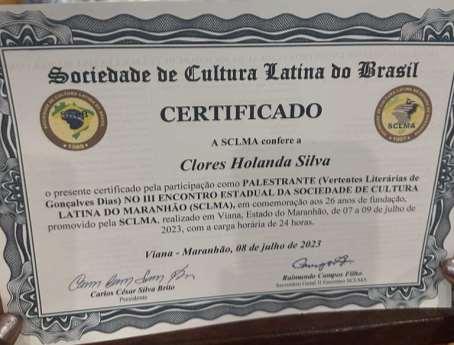 Sociedade de Cultura Latina do Brasil
CERTIFICADO
A SCLMA confere a
Clores Holanda Silva
o presente certificado pela participação como PALESTRANTE (Vertentes Literárias de
Gonçalves Dias) NO III ENCONTRO ESTADUAL DA SOCIEDADE DE CULTURA
LATINA DO MARANHÃO (SCLMA), em comemoração aos 26 anos de fundação,
promovido pela SCLMA, realizado em Viana, Estado do Maranhão, de 07 a 09 de julho de
2023, com a carga horária de 24 horas.
Viana - Maranhão, 08 de julho de 2023
Carlos César Silva Brito
Presidente
Raimundo Campos Filho
Secretário Geral
SCLMA
SCLMA